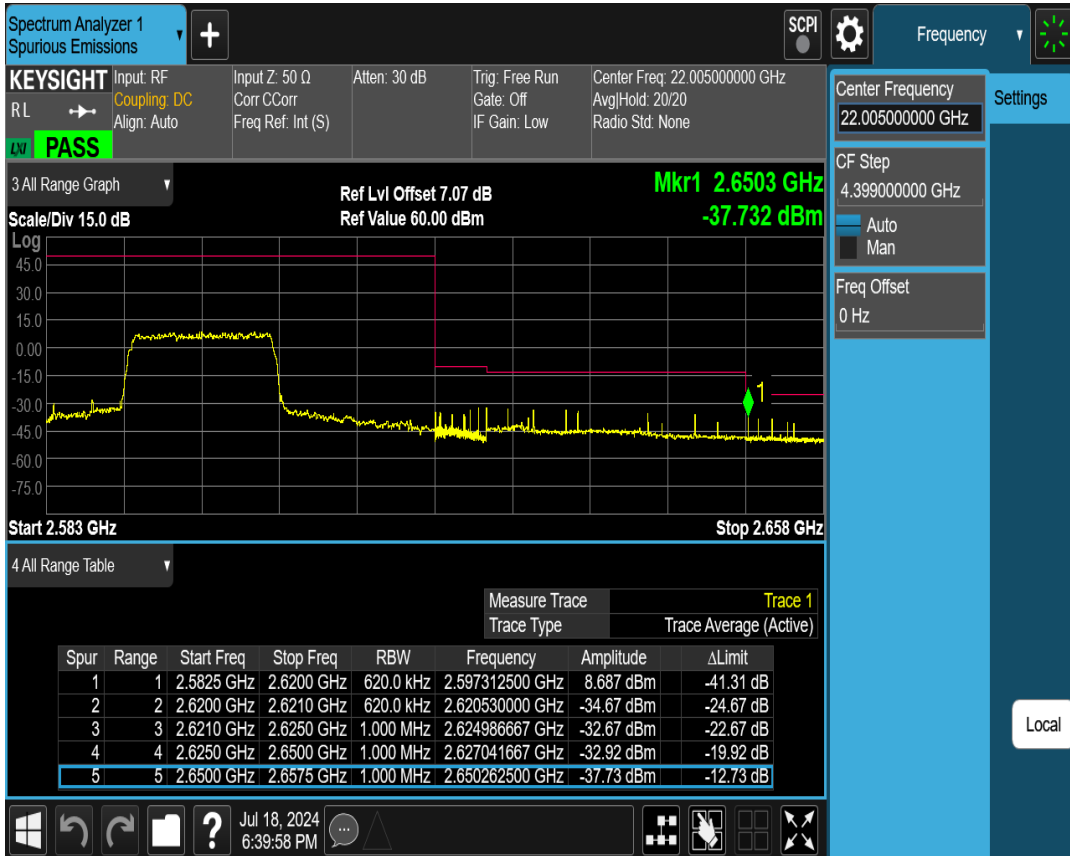 Spectrum Analyzer 1
Spurious Emissions
+
SCPI
Frequency
KEYSIGHT
RL
LXI PASS
Input: RF
Coupling: DC
Align: Auto
Input Z: 50 Ω
Corr CCorr
Freq Ref: Int (S)
Atten: 30 dB
Trig: Free Run
Gate: Off
IF Gain: Low
Center Freq: 22.005000000 GHz
Avg|Hold: 20/20
Radio Std: None
Center Frequency
22.005000000 GHz
Settings
CF Step
4.399000000 GHz
Auto
Man
Freq Offset
0 Hz
Local
3 All Range Graph
Scale/Div 15.0 dB
Ref Lvl Offset 7.07 dB
Ref Value 60.00 dBm
Mkr1 2.6503 GHz
-37.732 dBm
Log
45.0
30.0
15.0
0.00
-15.0
-30.0
-45.0
-60.0
-75.0
1
Start 2.583 GHz Stop 2.658 GHz
4 All Range Table
Measure Trace Trace 1
Trace Type Trace Average (Active)
Spur Range Start Freq Stop Freq RBW Frequency Amplitude ΔLimit
1 1 2.5825 GHz 2.6200 GHz 620.0 kHz 2.597312500 GHz 8.687 dBm -41.31 dB
2 2 2.6200 GHz 2.6210 GHz 620.0 kHz 2.620530000 GHz -34.67 dBm -24.67 dB
3 3 2.6210 GHz 2.6250 GHz 1.000 MHz 2.624986667 GHz -32.67 dBm -22.67 dB
4 4 2.6250 GHz 2.6500 GHz 1.000 MHz 2.627041667 GHz -32.92 dBm -19.92 dB
5 5 2.6500 GHz 2.6575 GHz 1.000 MHz 2.650262500 GHz -37.73 dBm -12.73 dB
?
Jul 18, 2024
6:39:58 PM